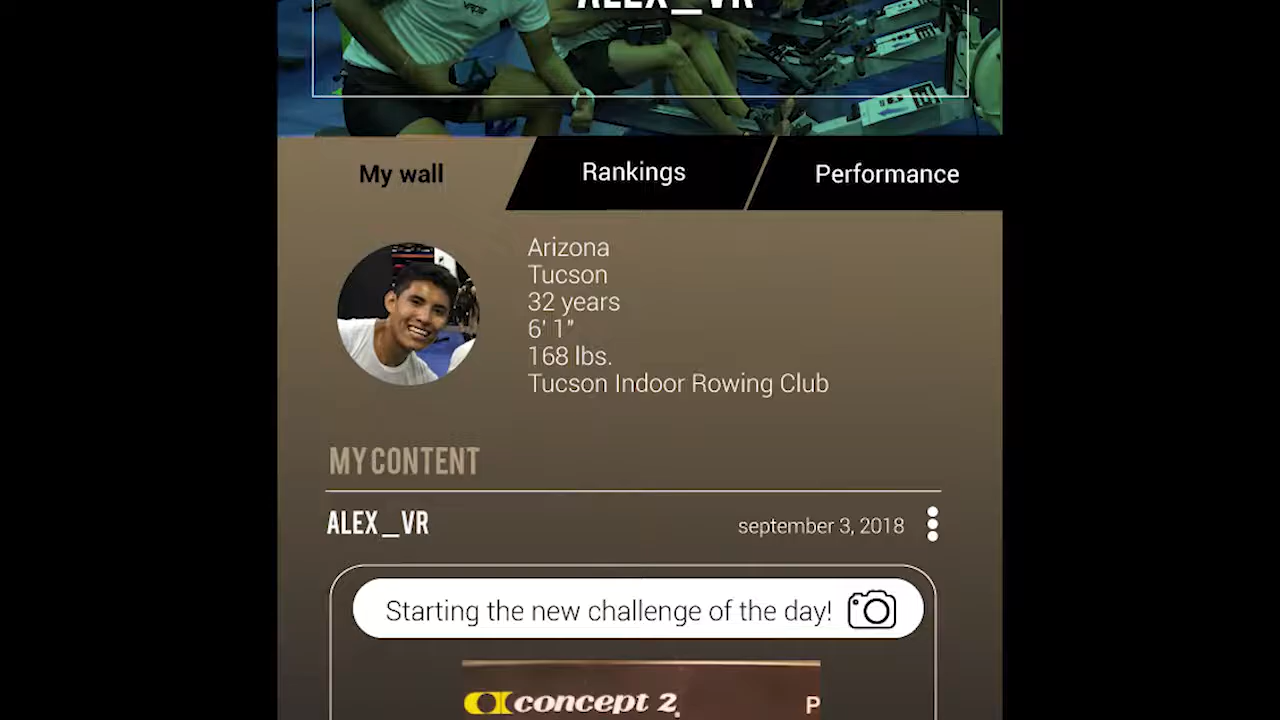 ALEX_VR
My wall
Rankings
Performance
Arizona
Tucson
32 years
6' 1"
168 lbs.
Tucson Indoor Rowing Club
MY CONTENT
ALEX_VR
september 3, 2018
Starting the new challenge of the day!
concept 2.
P